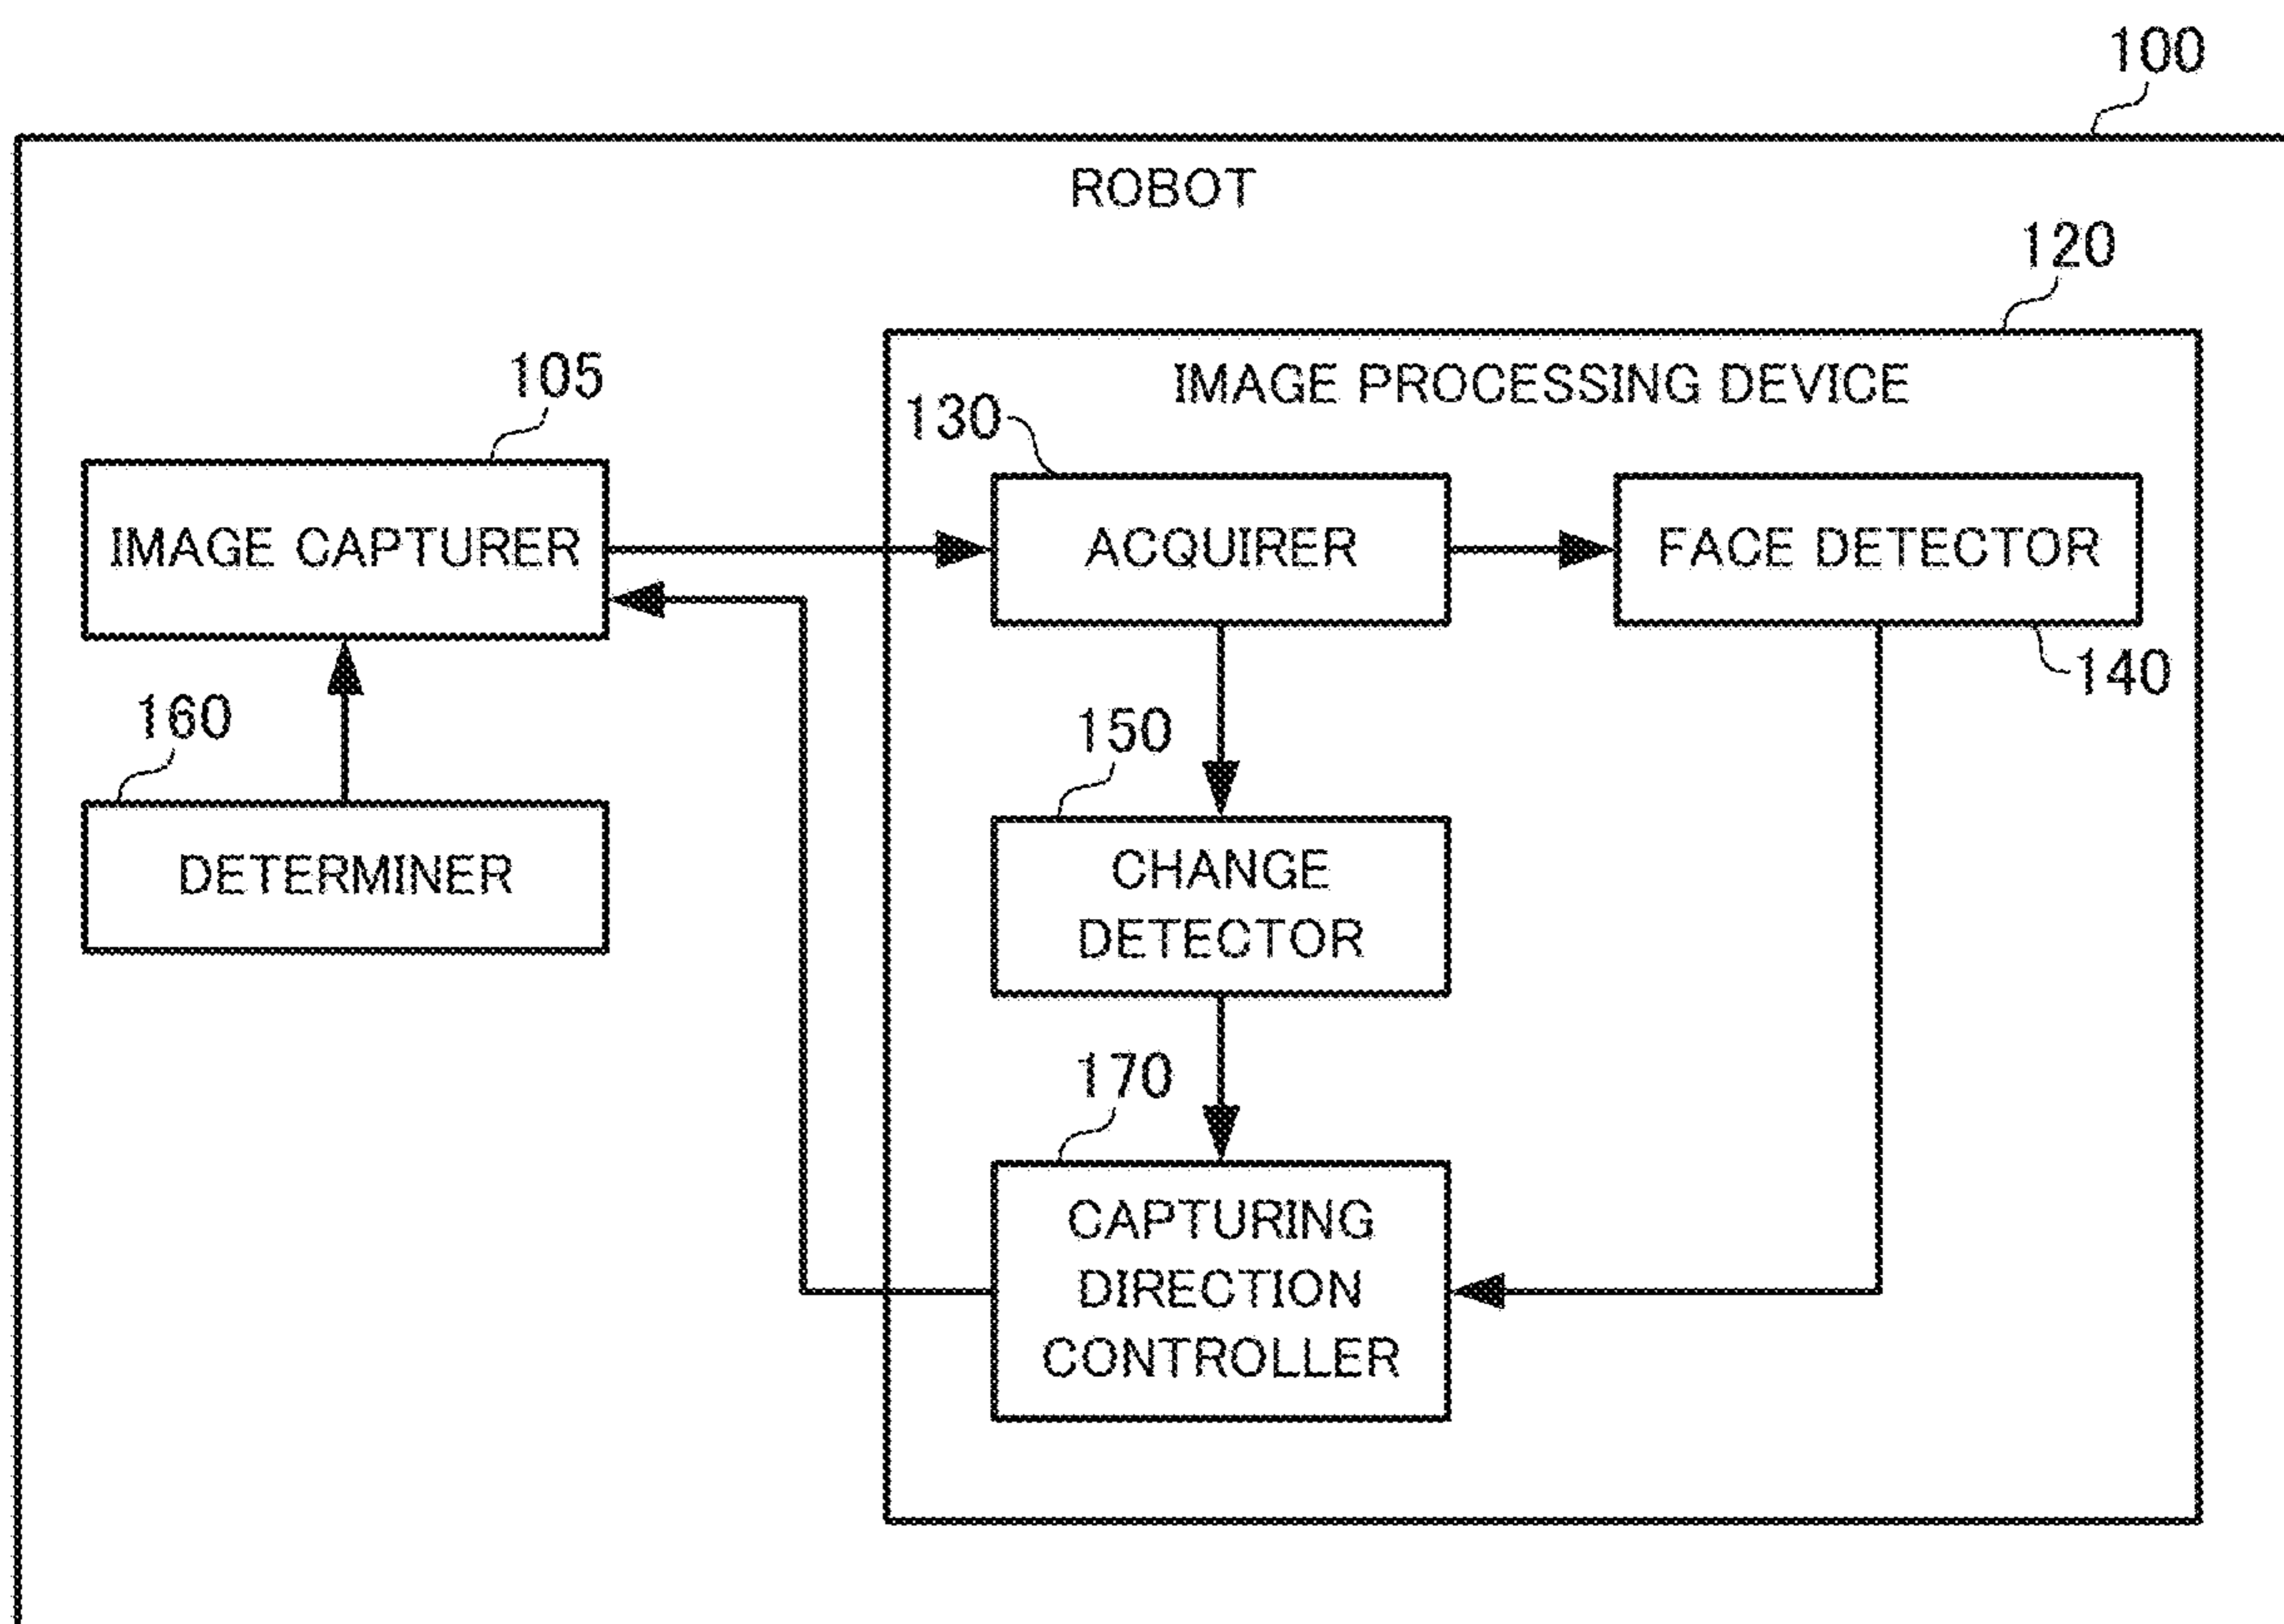 100
ROBOT
120
IMAGE PROCESSING DEVICE
105
130
IMAGE CAPTURER
ACQUIRER
FACE DETECTOR
140
160
150
DETERMINER
CHANGE
DETECTOR
170
CAPTURING
DIRECTION
CONTROLLER